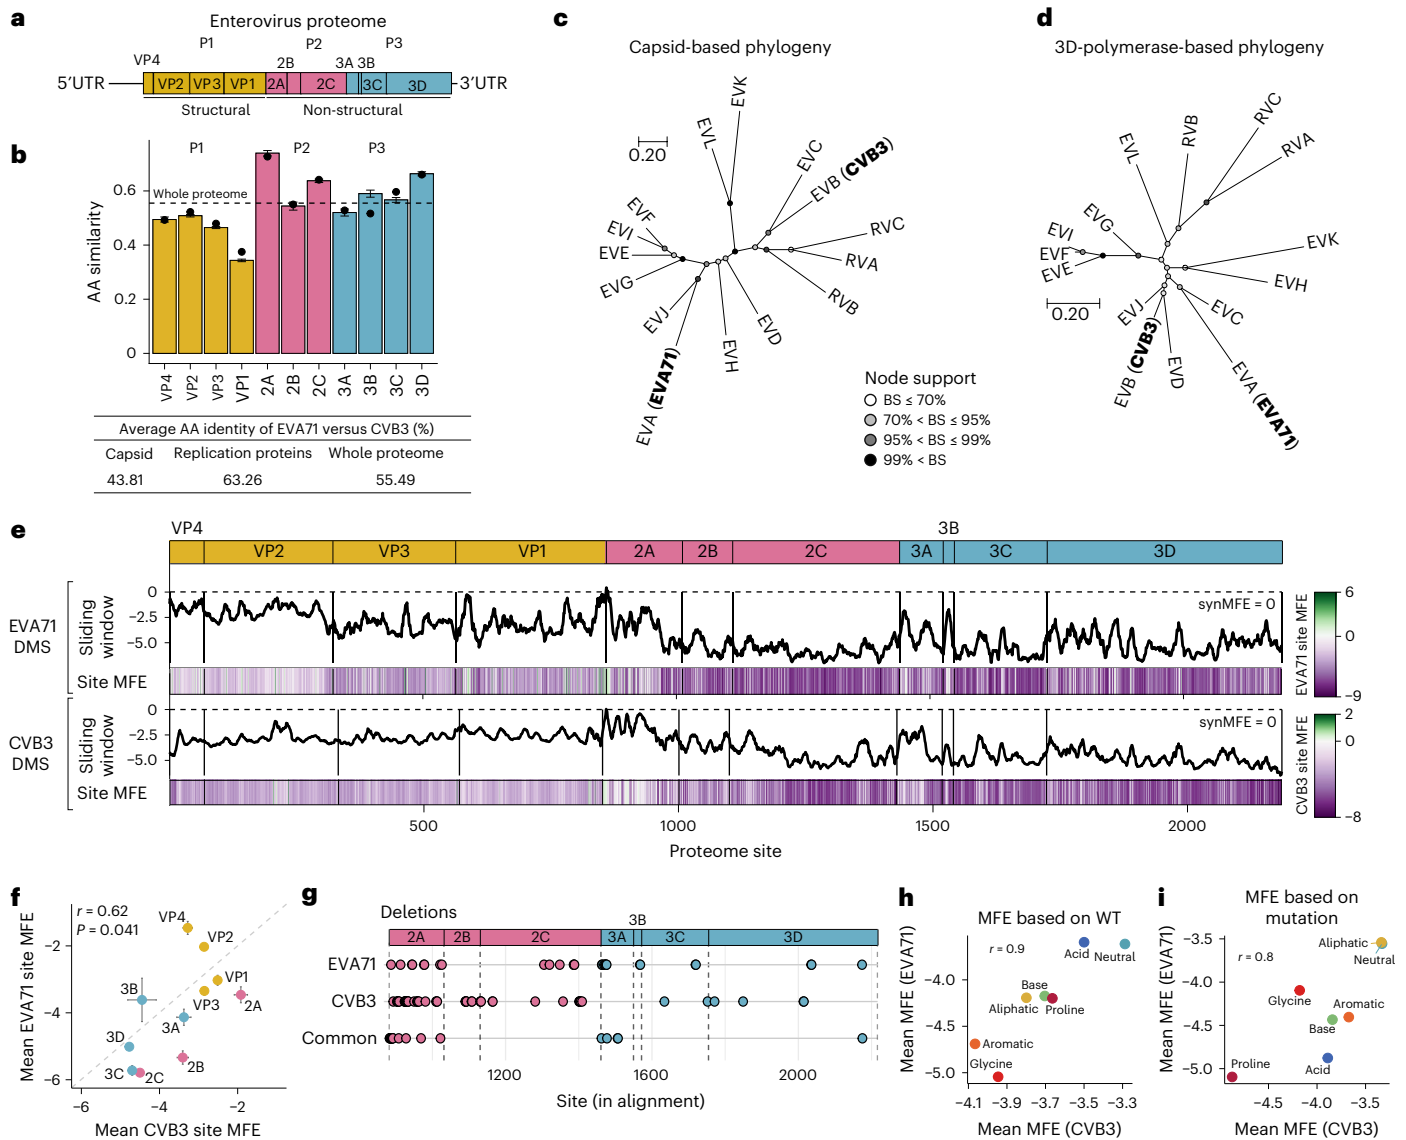 a
Enterovirus proteome
P1
P2
P3
VP4
2B
3A 3B
5′UTR
VP2
VP3
VP1
2A
2C
3C
3D
3′UTR
Structural
Non-structural
b
P1
P2
P3
AA similarity
0.6
0.4
0.2
0
Whole proteome
VP4
VP2
VP3
VP1
2A
2B
2C
3A
3B
3C
3D
Average AA identity of EVA71 versus CVB3 (%)
Capsid
Replication proteins
Whole proteome
43.81
63.26
55.49
c
Capsid-based phylogeny
0.20
EVL
EVK
EVC
EVB (CVB3)
RVC
RVA
RVB
EVD
EVH
EVA (EVA71)
EVJ
EVG
EVE
EVI
EVF
Node support
BS ≤ 70%
70% < BS ≤ 95%
95% < BS ≤ 99%
99% < BS
d
3D-polymerase-based phylogeny
EVL
RVB
RVC
RVA
EVK
EVH
EVC
EVA (EVA71)
EVD
EVB (CVB3)
EVJ
EVE
EVF
EVI
EVG
0.20
e
VP4
3B
VP2
VP3
VP1
2A
2B
2C
3A
3C
3D
EVA71
DMS
Sliding
window
0
−2.5
−5.0
synMFE = 0
Site MFE
EVA71 site MFE
6
0
−9
CVB3
DMS
Sliding
window
0
−2.5
−5.0
synMFE = 0
Site MFE
CVB3 site MFE
2
0
−8
500
1000
1500
2000
Proteome site
f
r = 0.62
P = 0.041
Mean EVA71 site MFE
−2
−4
−6
VP4
VP2
VP1
VP3
2A
3B
3A
3D
2B
3C
2C
−6
−4
−2
Mean CVB3 site MFE
g
Deletions
3B
2A
2B
2C
3A
3C
3D
EVA71
CVB3
Common
1200
1600
2000
Site (in alignment)
h
MFE based on WT
r = 0.9
Mean MFE (EVA71)
−4.0
−4.5
−5.0
Acid
Neutral
Base
Aliphatic
Proline
Aromatic
Glycine
−4.1
−3.9
−3.7
−3.5
−3.3
Mean MFE (CVB3)
i
MFE based on
mutation
r = 0.8
Mean MFE (EVA71)
−3.5
−4.0
−4.5
−5.0
Aliphatic
Neutral
Glycine
Aromatic
Base
Proline
Acid
−4.5
−4.0
−3.5
Mean MFE (CVB3)